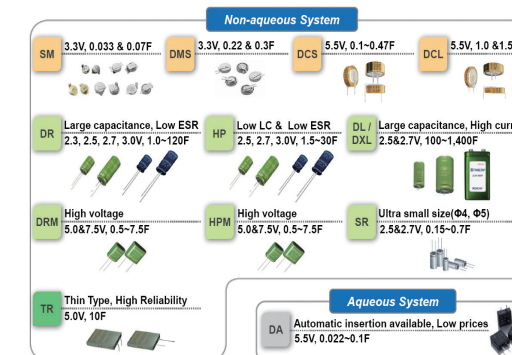 Non-aqueous System
SM
3.3V, 0.033 & 0.07F
DMS
3.3V, 0.22 & 0.3F
DCS
5.5V, 0.1~0.47F
DCL
5.5V, 1.0 &1.5
DR
Large capacitance, Low ESR
2.3, 2.5, 2.7, 3.0V, 1.0~120F
HP
Low LC & Low ESR
2.5, 2.7, 3.0V, 1.5~30F
DL /
DXL
Large capacitance, High curr
2.5&2.7V, 100~1,400F
DRM
High voltage
5.0&7.5V, 0.5~7.5F
HPM
High voltage
5.0&7.5V, 0.5~7.5F
SR
Ultra small size(Φ4, Φ5)
2.5&2.7V, 0.15~0.7F
TR
Thin Type, High Reliability
5.0V, 10F
Aqueous System
DA
Automatic insertion available, Low prices
5.5V, 0.022~0.1F